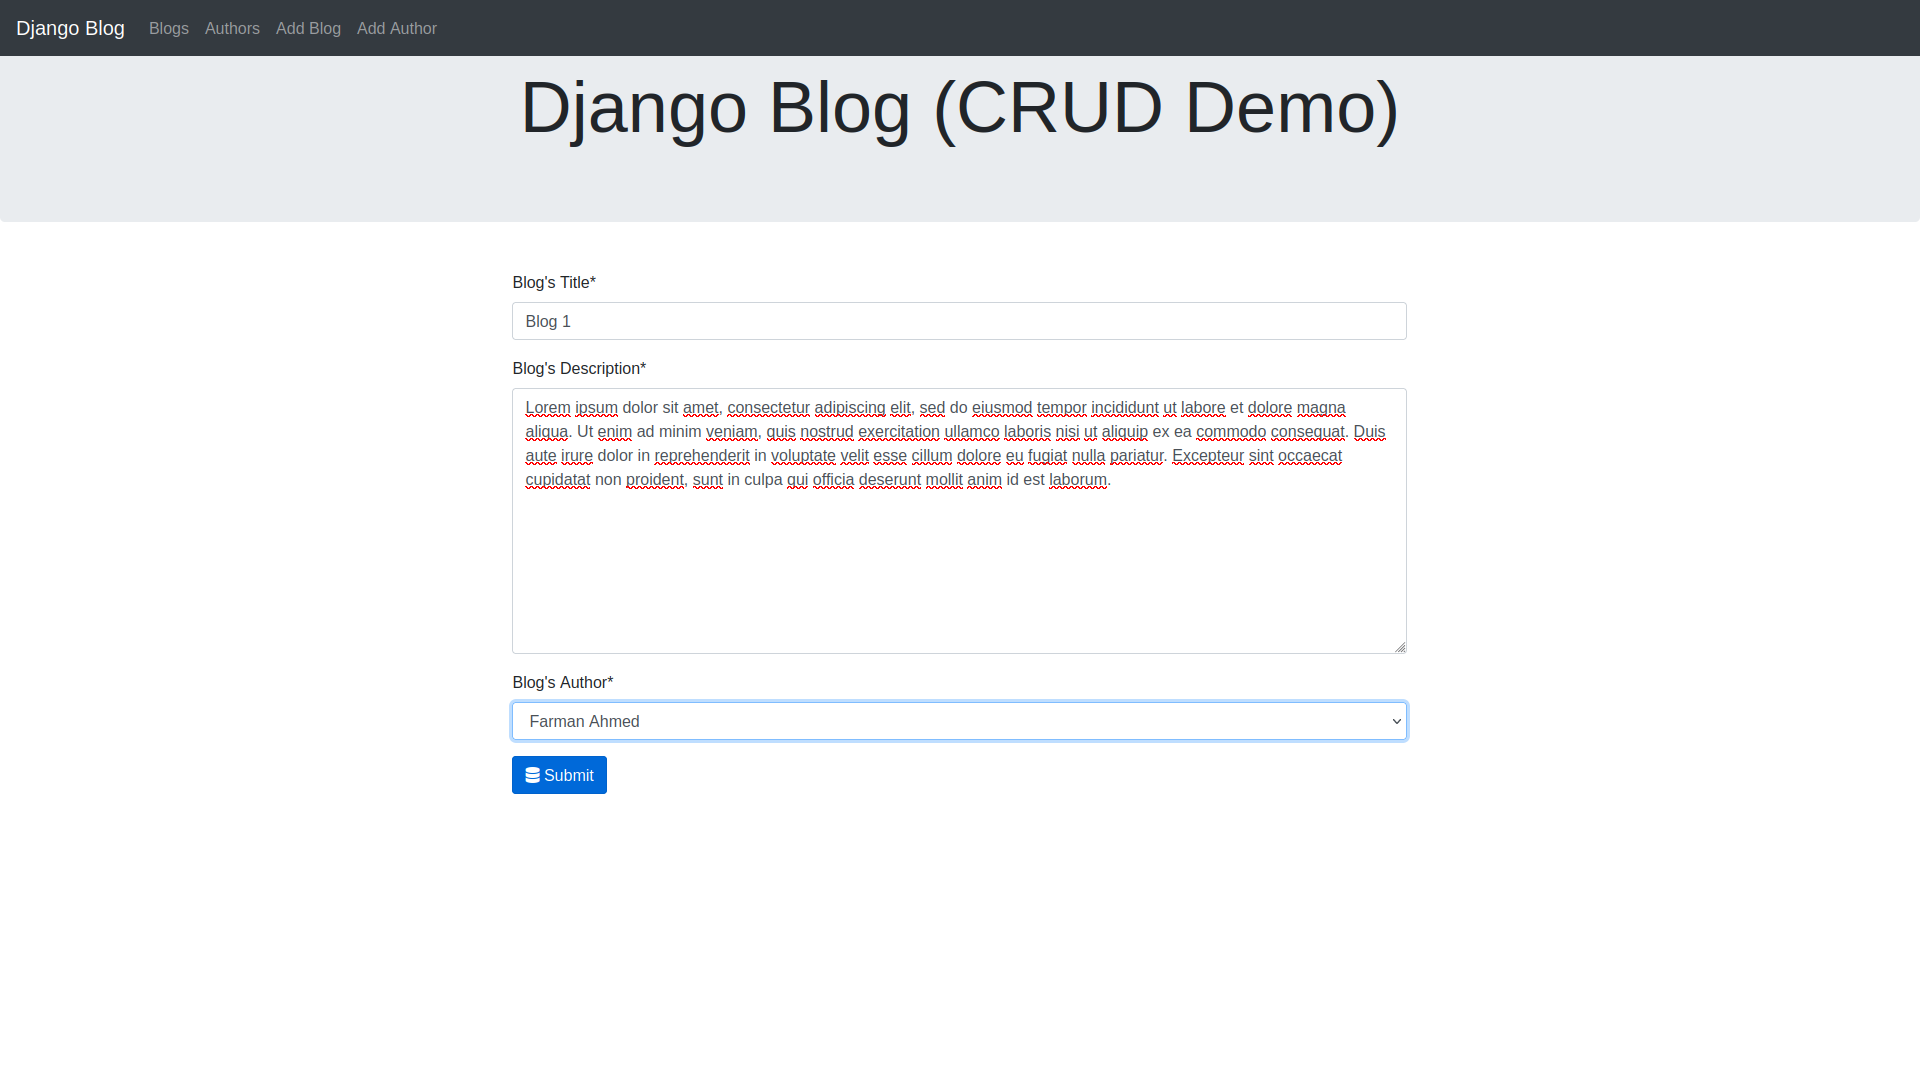 Django Blog Blogs Authors Add Blog Add Author
Django Blog (CRUD Demo)
Blog's Title*
Blog 1
Blog's Description*
Lorem ipsum dolor sit amet, consectetur adipiscing elit, sed do eiusmod tempor incididunt ut labore et dolore magna
aliqua. Ut enim ad minim veniam, quis nostrud exercitation ullamco laboris nisi ut aliquip ex ea commodo consequat. Duis
aute irure dolor in reprehenderit in voluptate velit esse cillum dolore eu fugiat nulla pariatur. Excepteur sint occaecat
cupidatat non proident, sunt in culpa qui officia deserunt mollit anim id est laborum.
Blog's Author*
Farman Ahmed
Submit